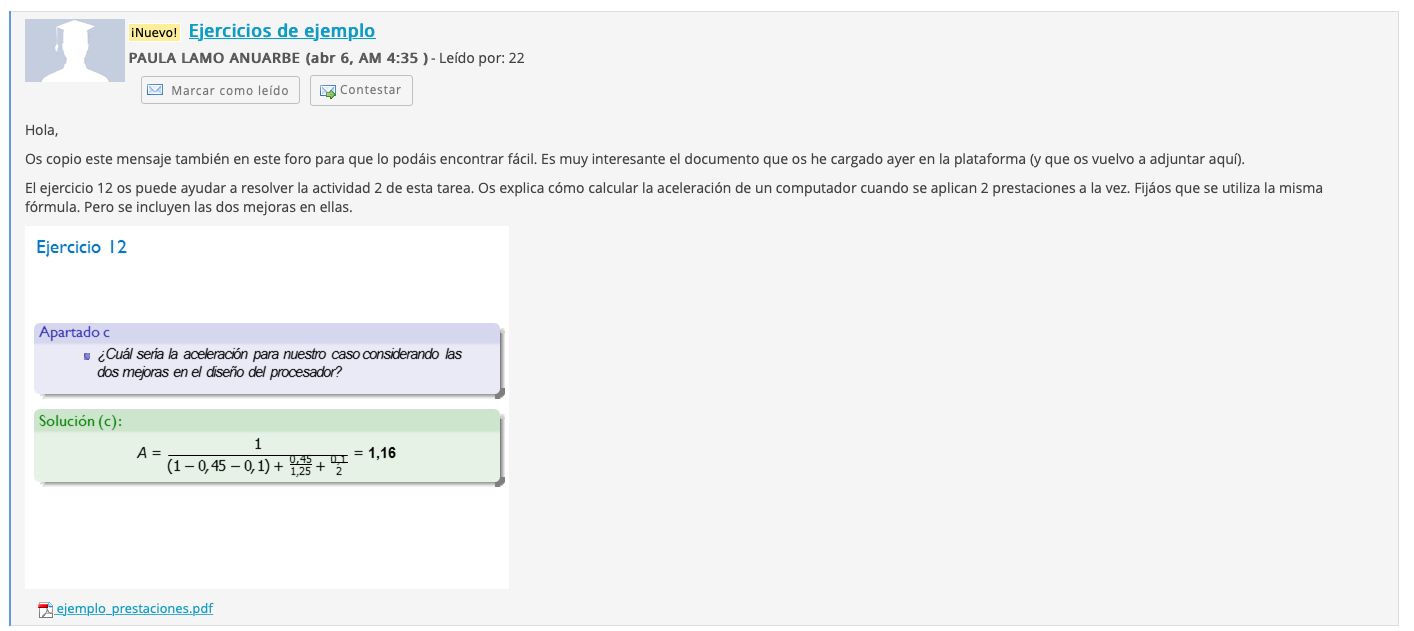 ¡Nuevo! Ejercicios de ejemplo
PAULA LAMO ANUARBE (abr 6, AM 4:35 ) - Leído por: 22
Marcar como leído Contestar
Hola,
Os copio este mensaje también en este foro para que lo podáis encontrar fácil. Es muy interesante el documento que os he cargado ayer en la plataforma (y que os vuelvo a adjuntar aquí).
El ejercicio 12 os puede ayudar a resolver la actividad 2 de esta tarea. Os explica cómo calcular la aceleración de un computador cuando se aplican 2 prestaciones a la vez. Fijáos que se utiliza la misma
fórmula. Pero se incluyen las dos mejoras en ellas.
Ejercicio 12
Apartado c
¿Cuál sería la aceleración para nuestro caso considerando las
dos mejoras en el diseño del procesador?
Solución (c):
A = 1 / ((1 − 0,45 − 0,1) + 0,45/1,25 + 0,1/2) = 1,16
ejemplo_prestaciones.pdf